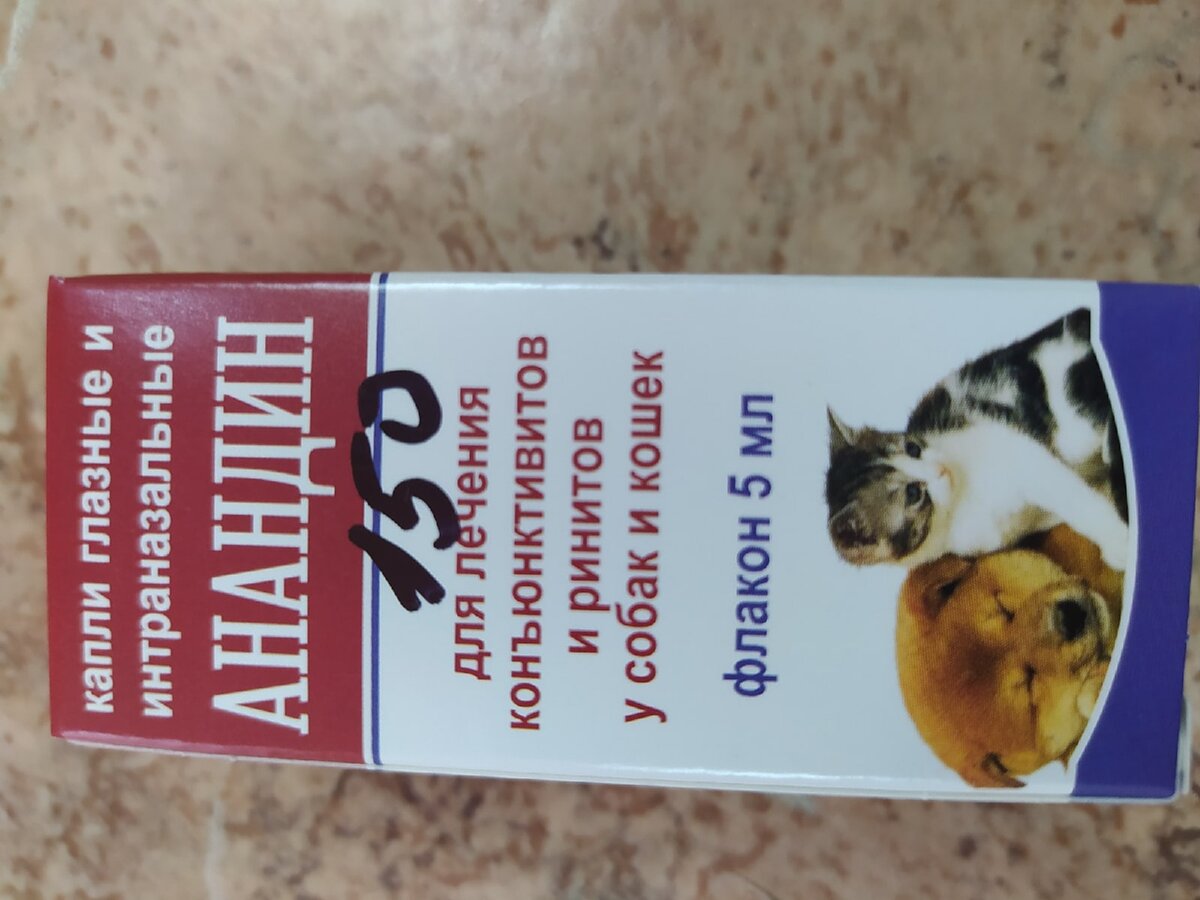 капли глазные и
интраназальные
АНАНДИН
150
для лечения
конъюнктивитов
и ринитов
у собак и кошек
флакон 5 мл